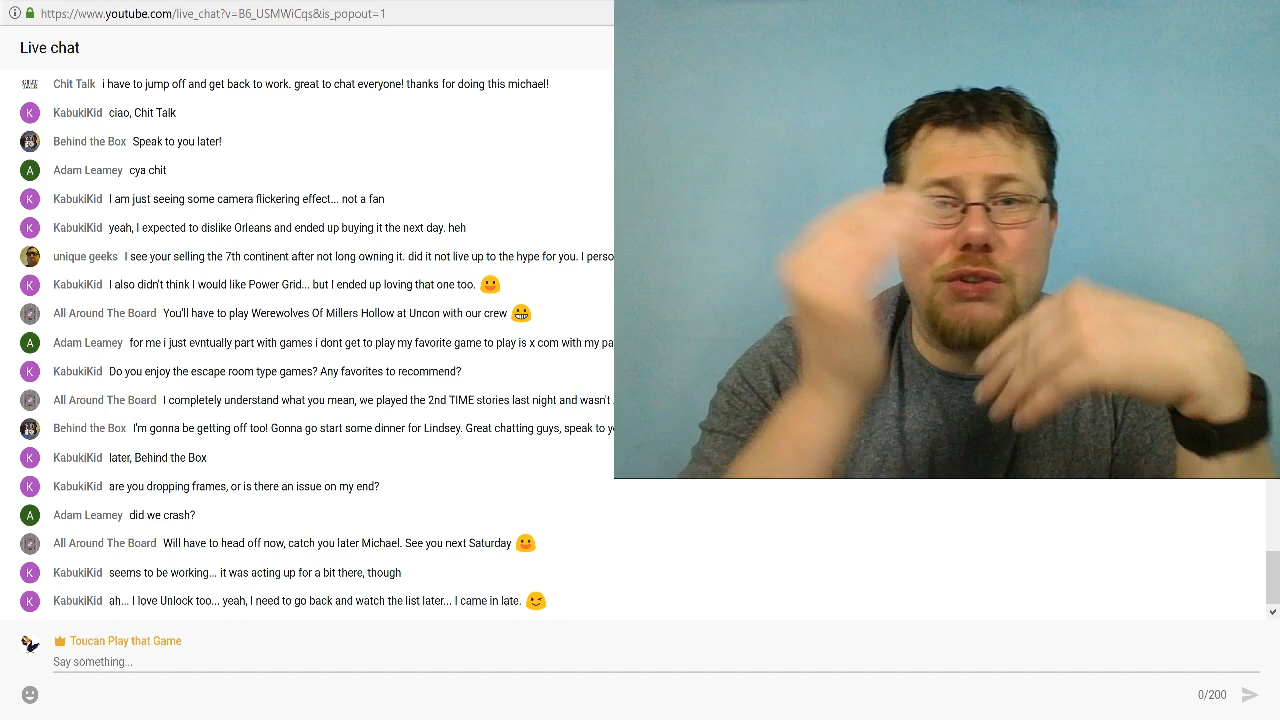 https://www.youtube.com/live_chat?v=B6_USMWiCqs&is_popout=1
Live chat
Chit Talk i have to jump off and get back to work. great to chat everyone! thanks for doing this michael!
KabukiKid ciao, Chit Talk
Behind the Box Speak to you later!
Adam Leamey cya chit
KabukiKid I am just seeing some camera flickering effect... not a fan
KabukiKid yeah, I expected to dislike Orleans and ended up buying it the next day. heh
unique geeks I see your selling the 7th continent after not long owning it. did it not live up to the hype for you. I perso
KabukiKid I also didn't think I would like Power Grid... but I ended up loving that one too.
All Around The Board You'll have to play Werewolves Of Millers Hollow at Uncon with our crew
Adam Leamey for me i just evntually part with games i dont get to play my favorite game to play is x com with my pa
KabukiKid Do you enjoy the escape room type games? Any favorites to recommend?
All Around The Board I completely understand what you mean, we played the 2nd TIME stories last night and wasn't
Behind the Box I'm gonna be getting off too! Gonna go start some dinner for Lindsey. Great chatting guys, speak to y
KabukiKid later, Behind the Box
KabukiKid are you dropping frames, or is there an issue on my end?
Adam Leamey did we crash?
All Around The Board Will have to head off now, catch you later Michael. See you next Saturday
KabukiKid seems to be working... it was acting up for a bit there, though
KabukiKid ah... I love Unlock too... yeah, I need to go back and watch the list later... I came in late.
Toucan Play that Game
Say something...
0/200